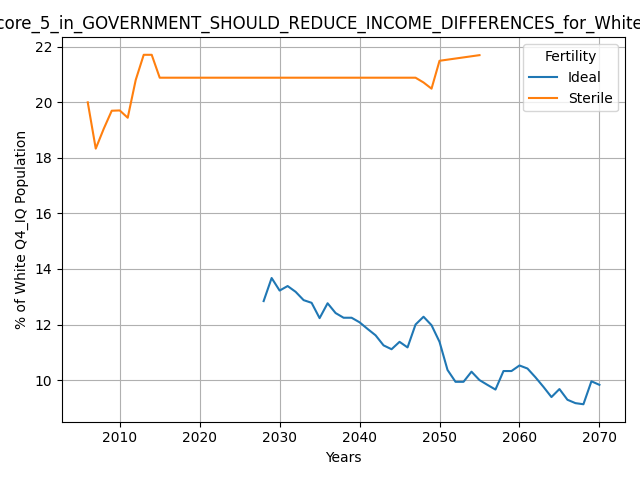 core_5_in_GOVERNMENT_SHOULD_REDUCE_INCOME_DIFFERENCES_for_White
Fertility
Ideal
Sterile
22
20
18
16
14
12
10
% of White Q4_IQ Population
2010
2020
2030
2040
2050
2060
2070
Years